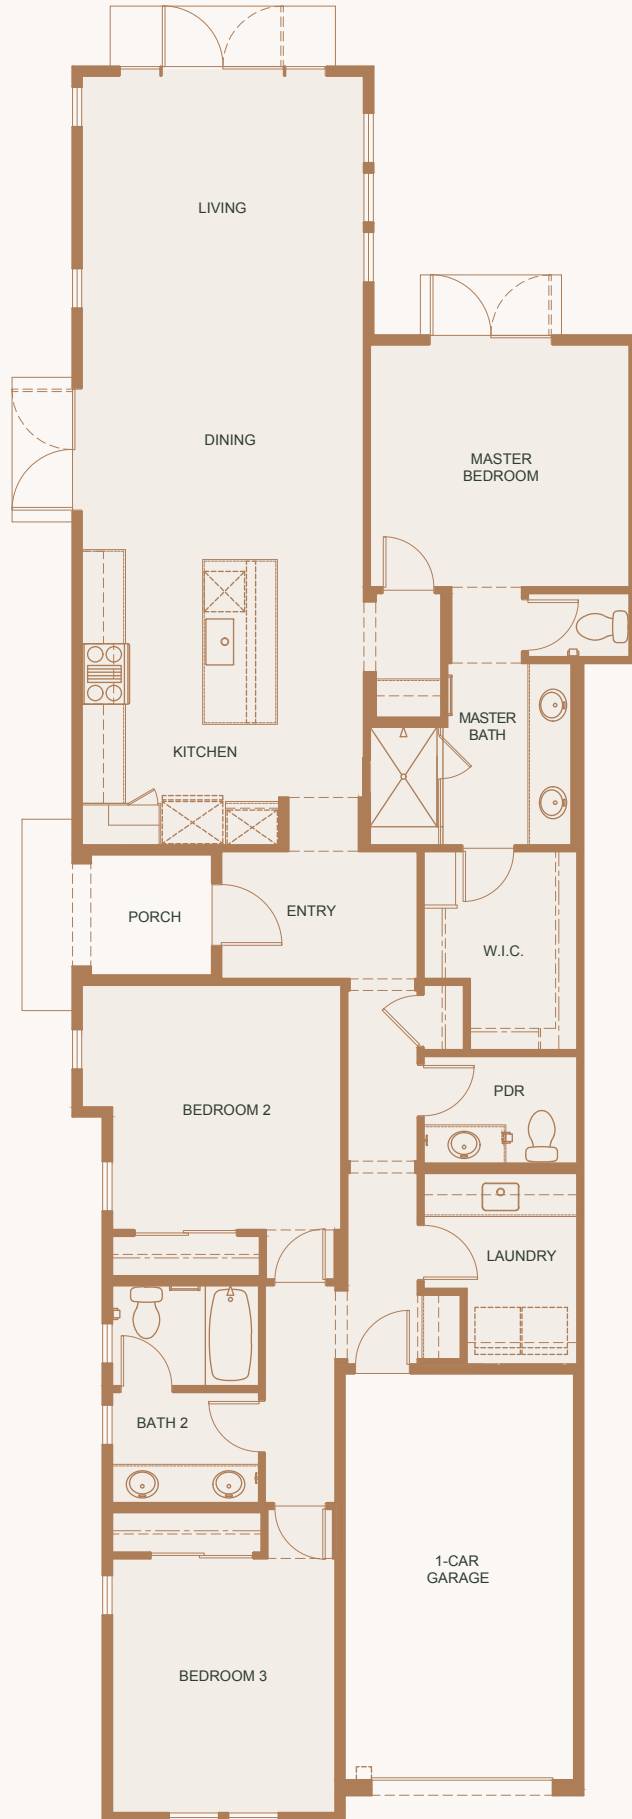 LIVING
DINING
MASTER
BEDROOM
MASTER
BATH
KITCHEN
PORCH
ENTRY
W.I.C.
PDR
BEDROOM 2
LAUNDRY
BATH 2
1-CAR
GARAGE
BEDROOM 3